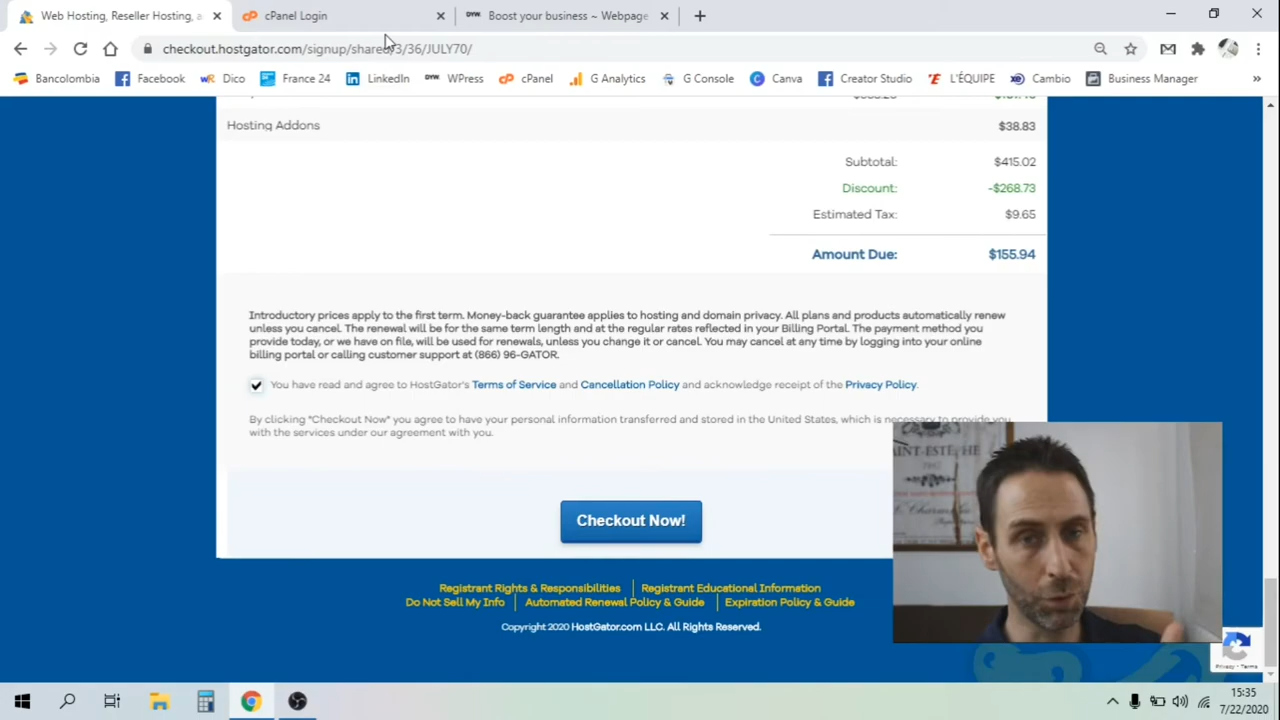 Web Hosting, Reseller Hosting, a
cPanel Login
DYW. Boost your business ~ Webpage
checkout.hostgator.com/signup/shared/3/36/JULY70/
Bancolombia
Facebook
wR Dico
France 24
LinkedIn
DYW. WPress
cP cPanel
G Analytics
G Console
C Canva
Creator Studio
L'ÉQUIPE
XO Cambio
Business Manager
»
Hosting Addons $38.83
Subtotal: $415.02
Discount: -$268.73
Estimated Tax: $9.65
Amount Due: $155.94
Introductory prices apply to the first term. Money-back guarantee applies to hosting and domain privacy. All plans and products automatically renew
unless you cancel. The renewal will be for the same term length and at the regular rates reflected in your Billing Portal. The payment method you
provide today, or we have on file, will be used for renewals, unless you change it or cancel. You may cancel at any time by logging into your online
billing portal or calling customer support at (866) 96-GATOR.
You have read and agree to HostGator's Terms of Service and Cancellation Policy and acknowledge receipt of the Privacy Policy.
By clicking "Checkout Now" you agree to have your personal information transferred and stored in the United States, which is necessary to provide you
with the services under our agreement with you.
Checkout Now!
Registrant Rights & Responsibilities | Registrant Educational Information
Do Not Sell My Info | Automated Renewal Policy & Guide | Expiration Policy & Guide
Copyright 2020 HostGator.com LLC. All Rights Reserved.
Privacy - Terms
15:35
7/22/2020